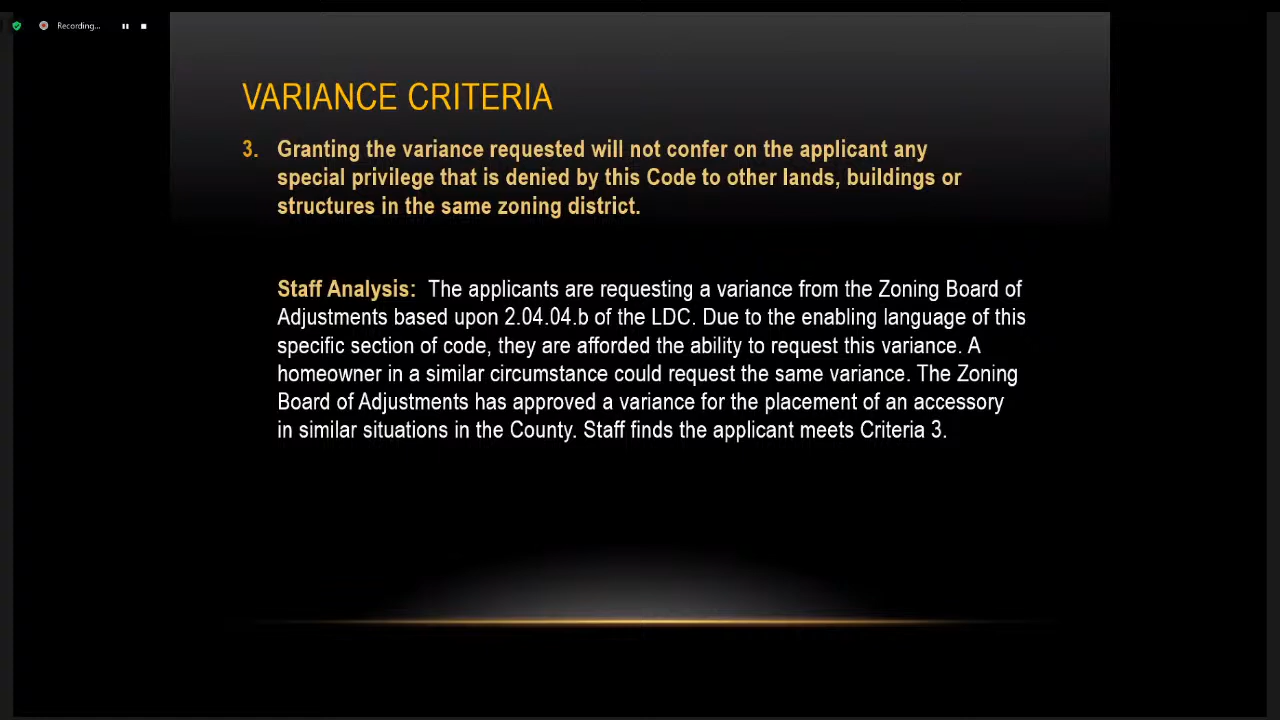 Recording...
VARIANCE CRITERIA
3. Granting the variance requested will not confer on the applicant any
special privilege that is denied by this Code to other lands, buildings or
structures in the same zoning district.
Staff Analysis: The applicants are requesting a variance from the Zoning Board of
Adjustments based upon 2.04.04.b of the LDC. Due to the enabling language of this
specific section of code, they are afforded the ability to request this variance. A
homeowner in a similar circumstance could request the same variance. The Zoning
Board of Adjustments has approved a variance for the placement of an accessory
in similar situations in the County. Staff finds the applicant meets Criteria 3.